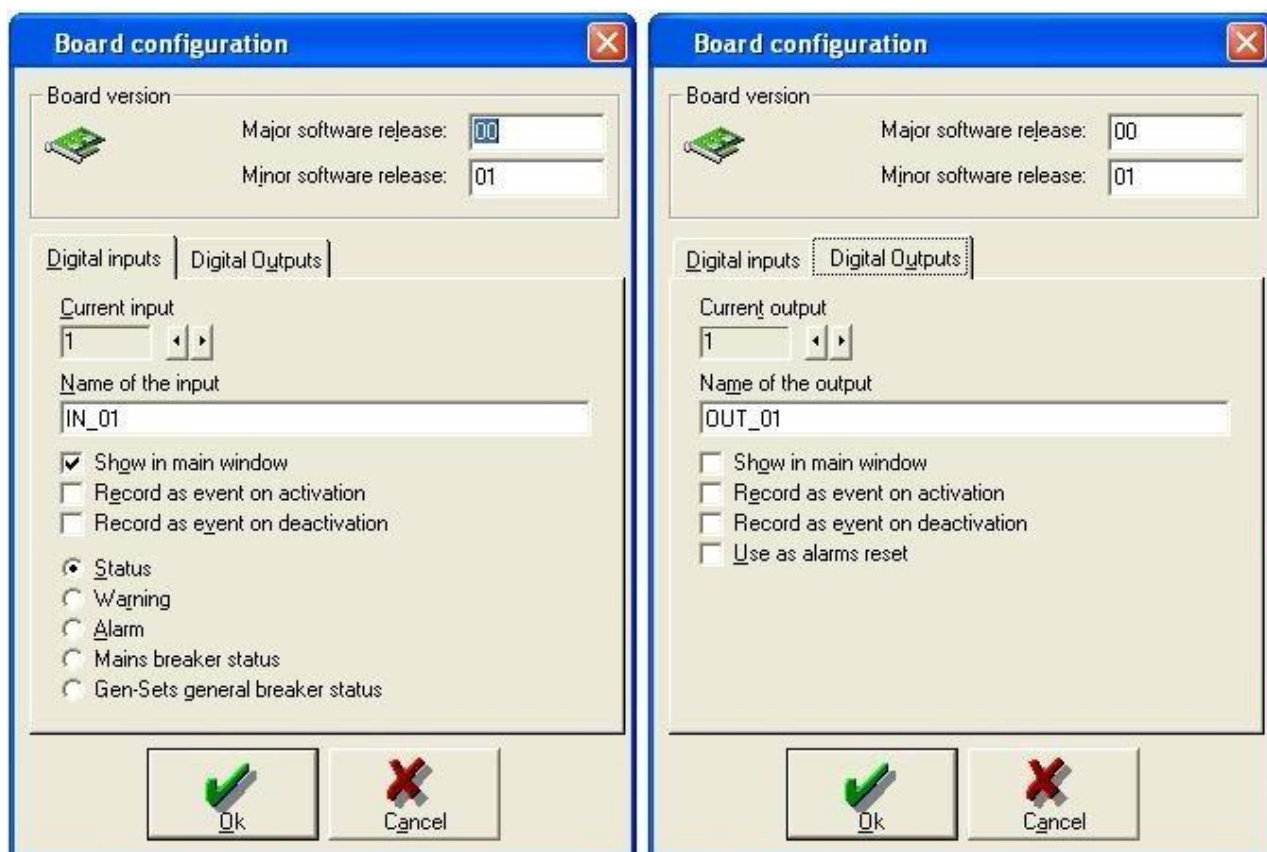 Board configuration
Board version
Major software release: 00
Minor software release: 01
Digital inputs Digital Outputs
Current input
1
Name of the input
IN_01
Show in main window
Record as event on activation
Record as event on deactivation
Status
Warning
Alarm
Mains breaker status
Gen-Sets general breaker status
Ok Cancel
Board configuration
Board version
Major software release: 00
Minor software release: 01
Digital inputs Digital Outputs
Current output
1
Name of the output
OUT_01
Show in main window
Record as event on activation
Record as event on deactivation
Use as alarms reset
Ok Cancel